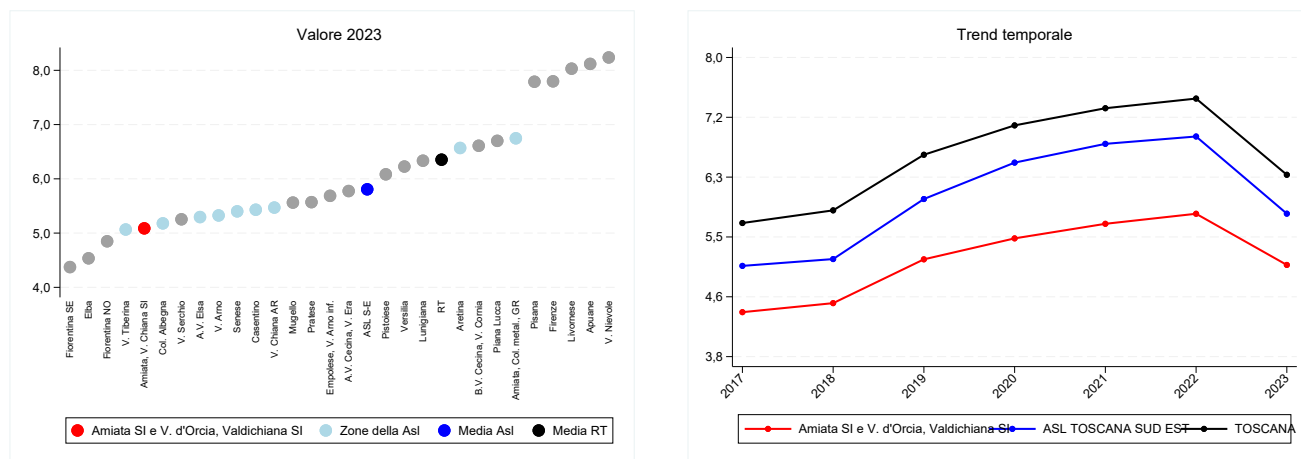 Valore 2023
8,0
7,0
6,0
5,0
4,0
Fiorentina SE
Elba
Fiorentina NO
V. Tiberina
Amiata, V. Chiana SI
Col. Albegna
V. Serchio
A.V. Elsa
V. Arno
Senese
Casentino
V. Chiana AR
Mugello
Pratese
Empolese, V. Arno inf.
A.V. Cecina, V. Era
ASL S-E
Pistoiese
Versilia
Lunigiana
RT
Aretina
B.V. Cecina, V. Cornia
Piana Lucca
Amiata, Col. metal., GR
Pisana
Firenze
Livornese
Apuane
V. Nievole
Amiata SI e V. d'Orcia, Valdichiana SI
Zone della Asl
Media Asl
Media RT
Trend temporale
8,0
7,2
6,3
5,5
4,6
3,8
2017
2018
2019
2020
2021
2022
2023
Amiata SI e V. d'Orcia, Valdichiana SI
ASL TOSCANA SUD EST
TOSCANA